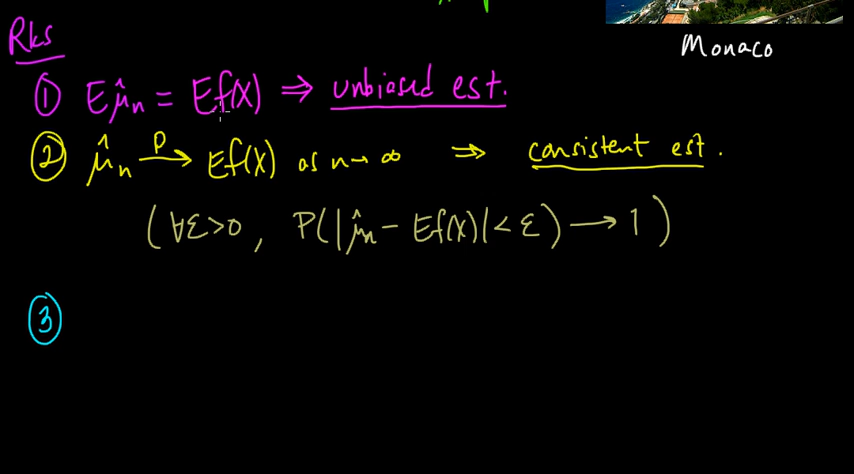 Rks
Monaco
① Eμ̂ₙ = Ef(X) ⇒ unbiased est.
② μ̂ₙ →ᴾ Ef(X) as n→∞ ⇒ consistent est.
(∀ε>0, P(|μ̂ₙ - Ef(X)| < ε) → 1)
③